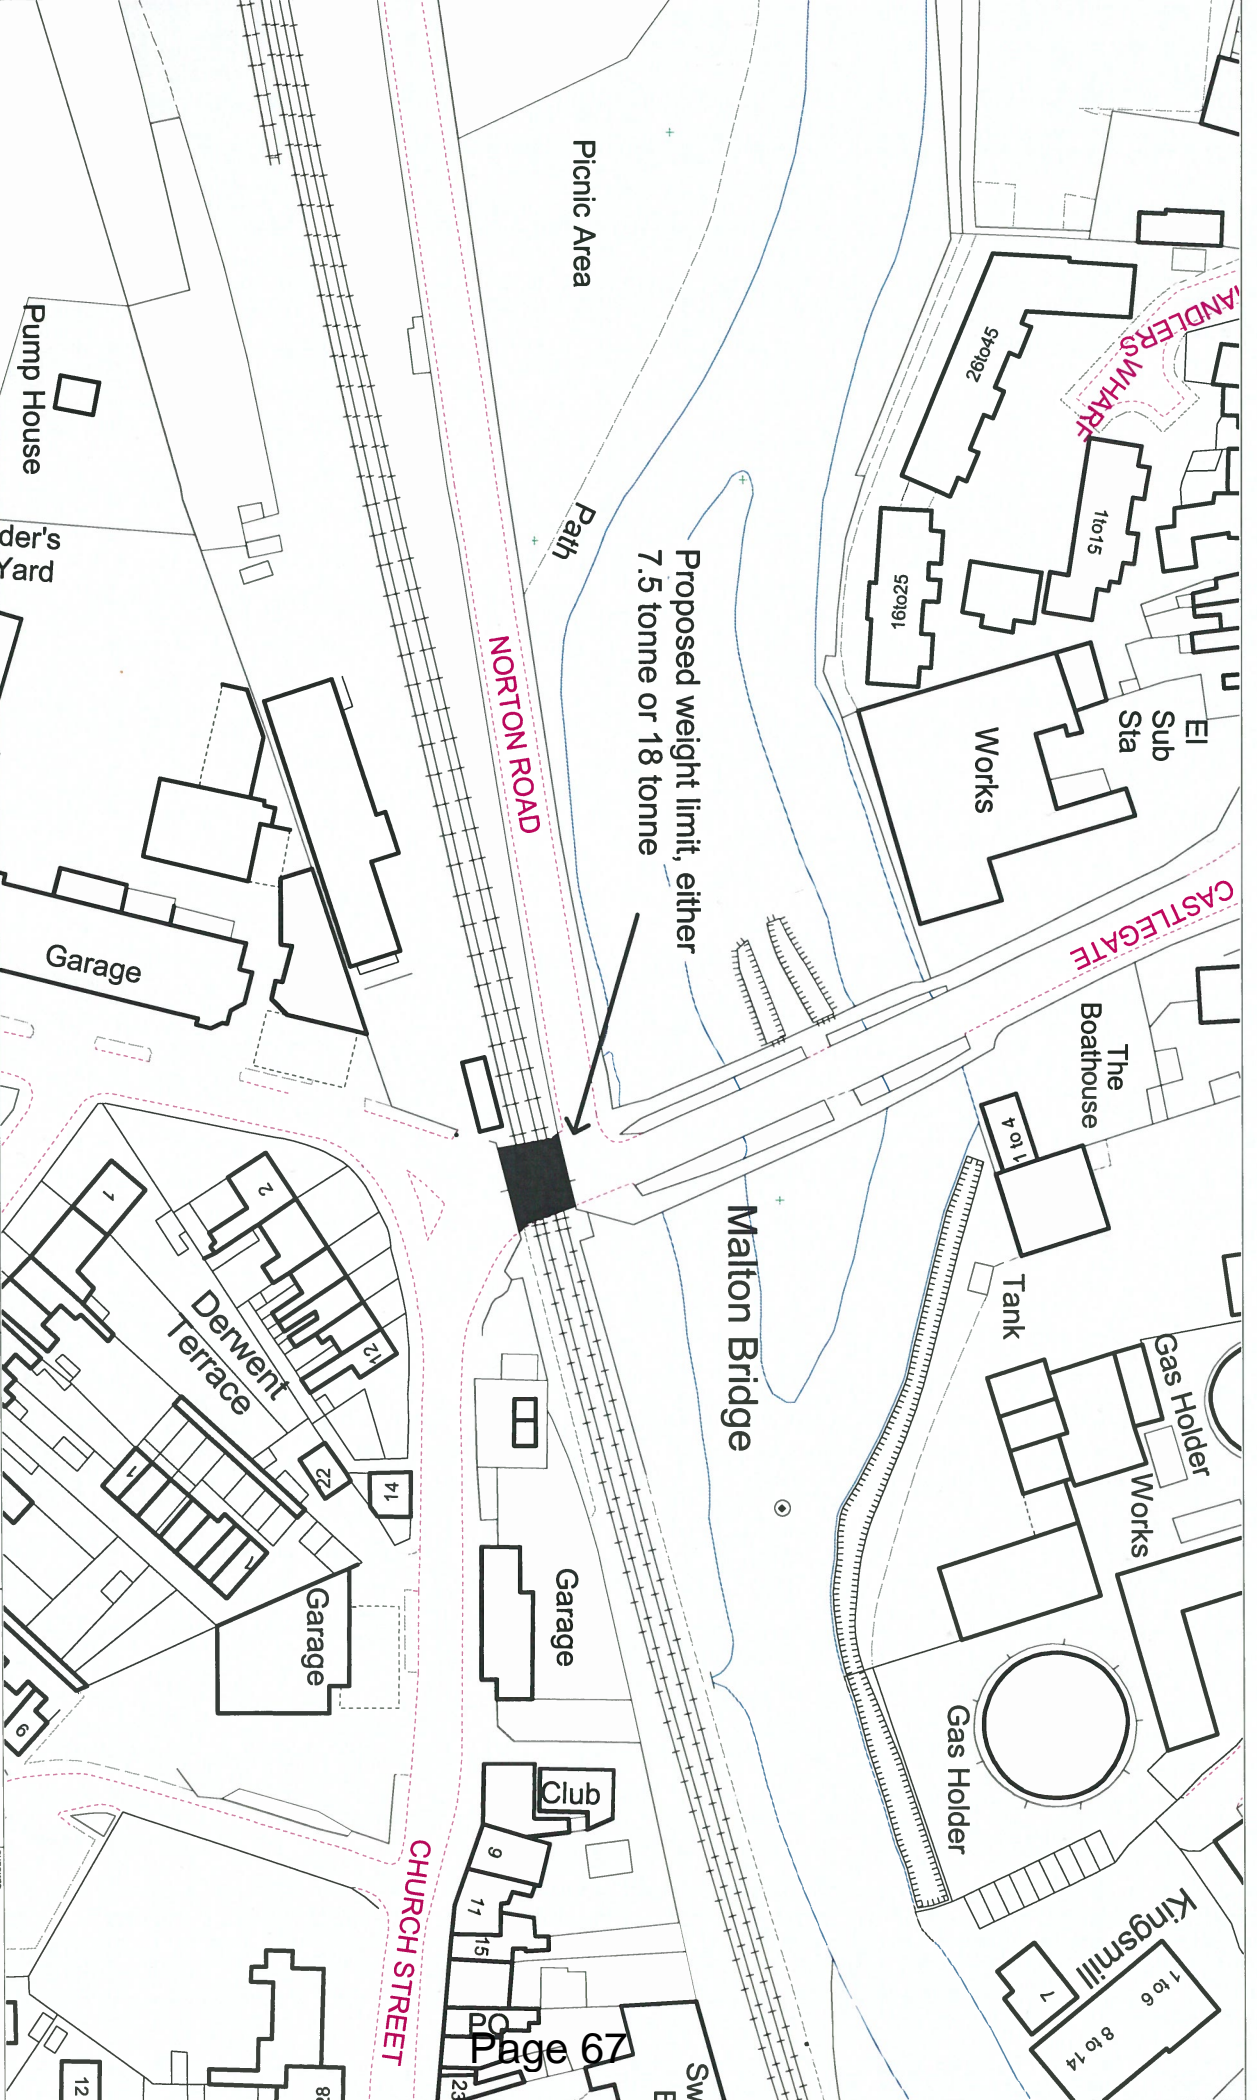 Picnic Area
Path
Pump House
der's
Yard
NORTON ROAD
Proposed weight limit, either
7.5 tonne or 18 tonne
26to45
1to15
16to25
WHARF
El
Sub
Sta
Works
CASTLEGATE
The
Boathouse
1 to 4
Tank
Gas Holder
Works
Malton Bridge
Garage
1
2
12
Derwent
Terrace
22
14
1
Garage
Garage
6
Gas Holder
Kingsmill
7
1 to 6
8 to 14
Club
9
11
15
PO
23
CHURCH STREET
12
Page 67